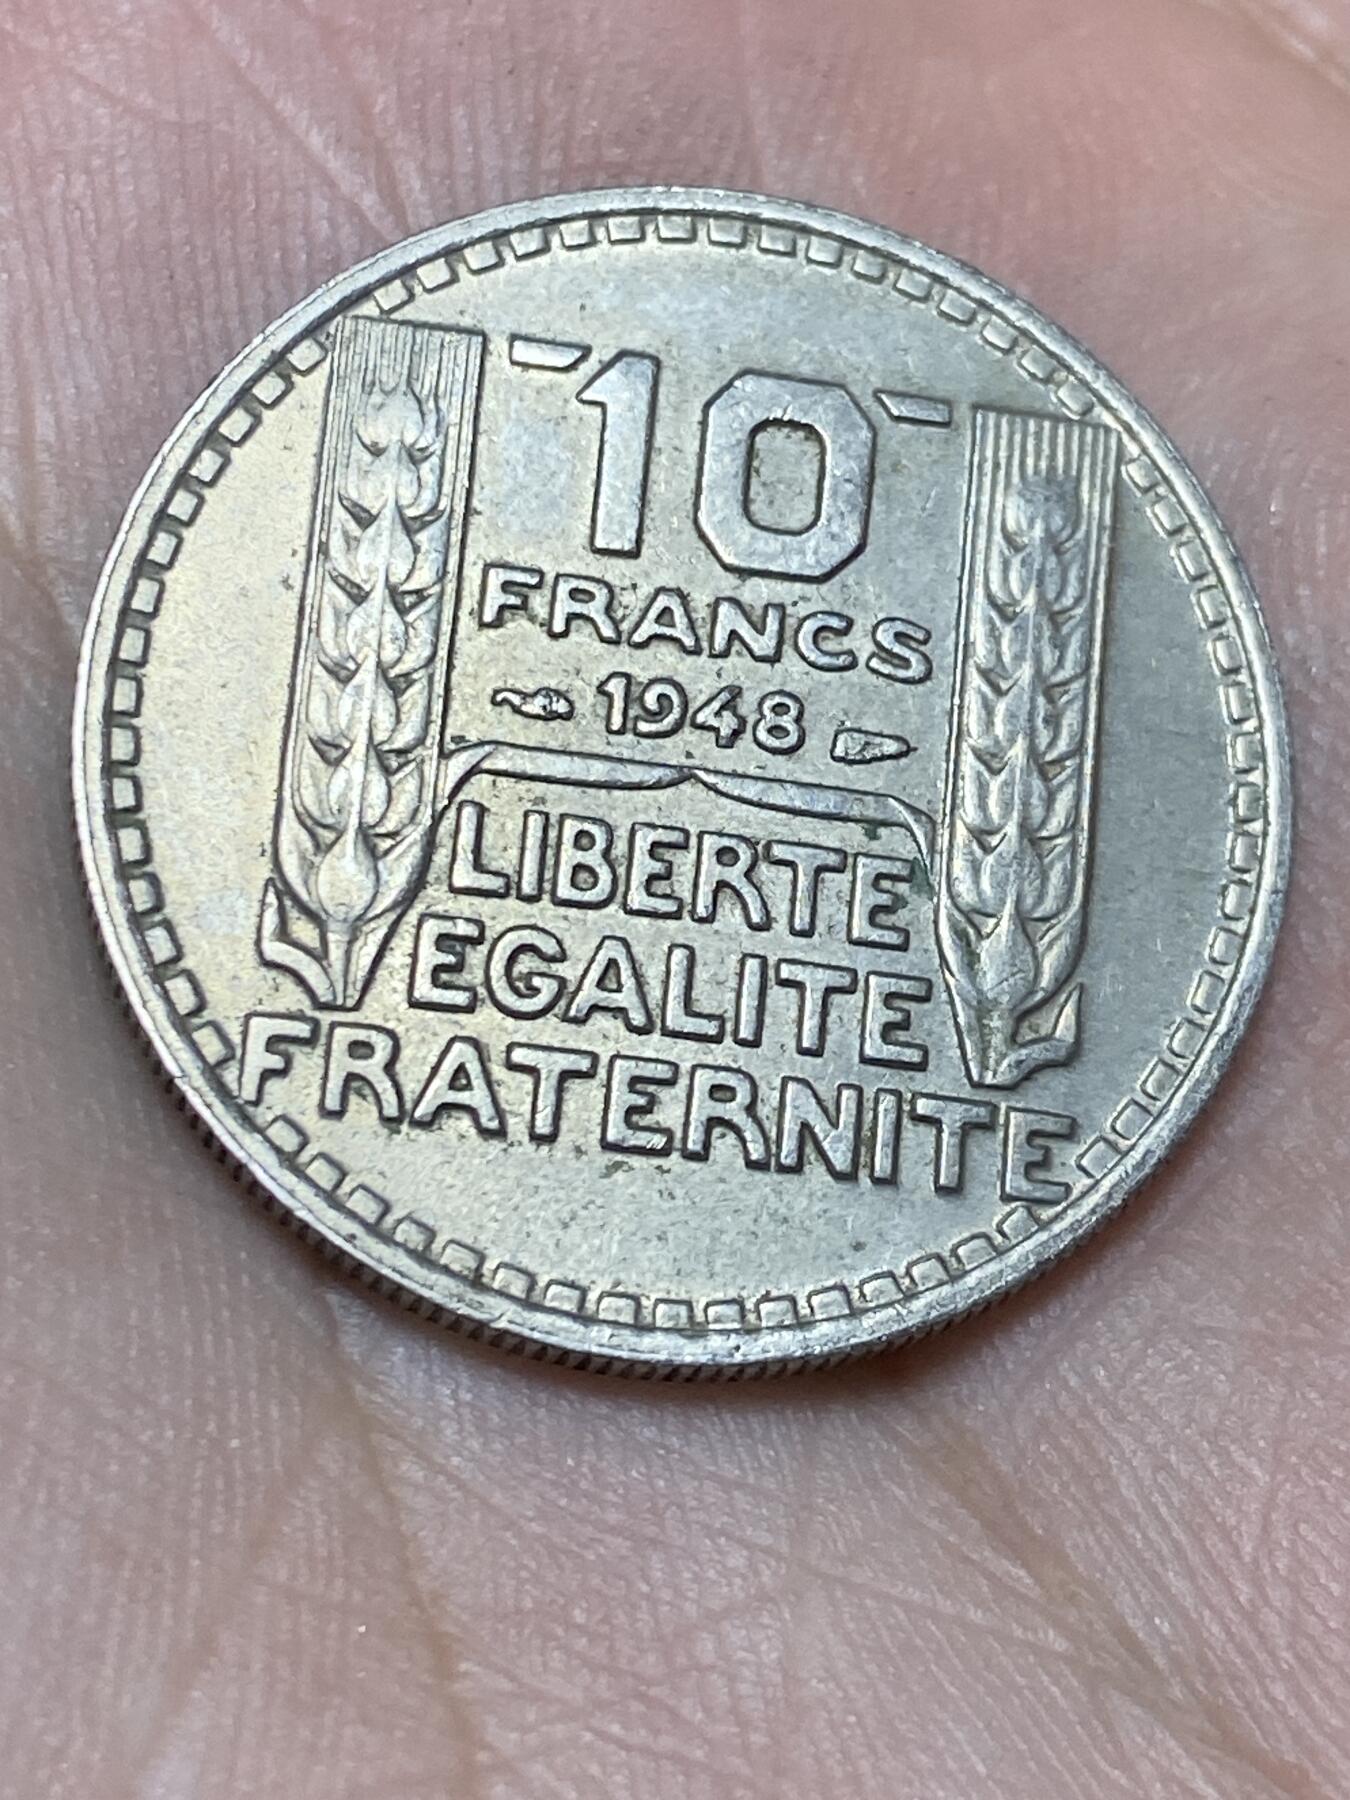 10
FRANCS
1948
LIBERTE
EGALITE
FRATERNITE